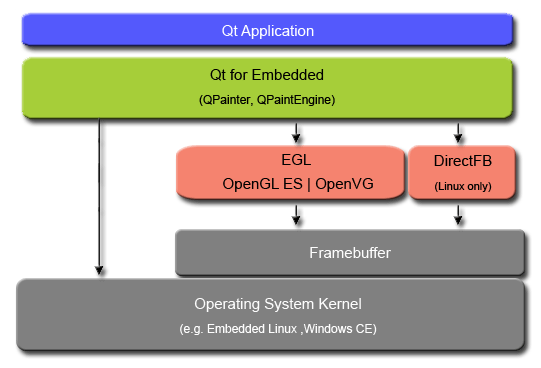 Qt Application
Qt for Embedded
(QPainter, QPaintEngine)
EGL
OpenGL ES | OpenVG
DirectFB
(Linux only)
Framebuffer
Operating System Kernel
(e.g. Embedded Linux ,Windows CE)